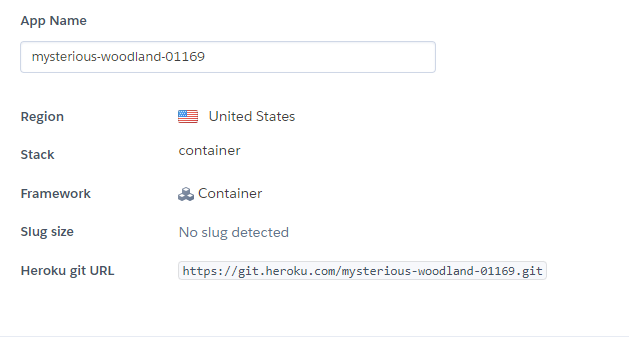 App Name
mysterious-woodland-01169
Region United States
Stack container
Framework Container
Slug size No slug detected
Heroku git URL https://git.heroku.com/mysterious-woodland-01169.git